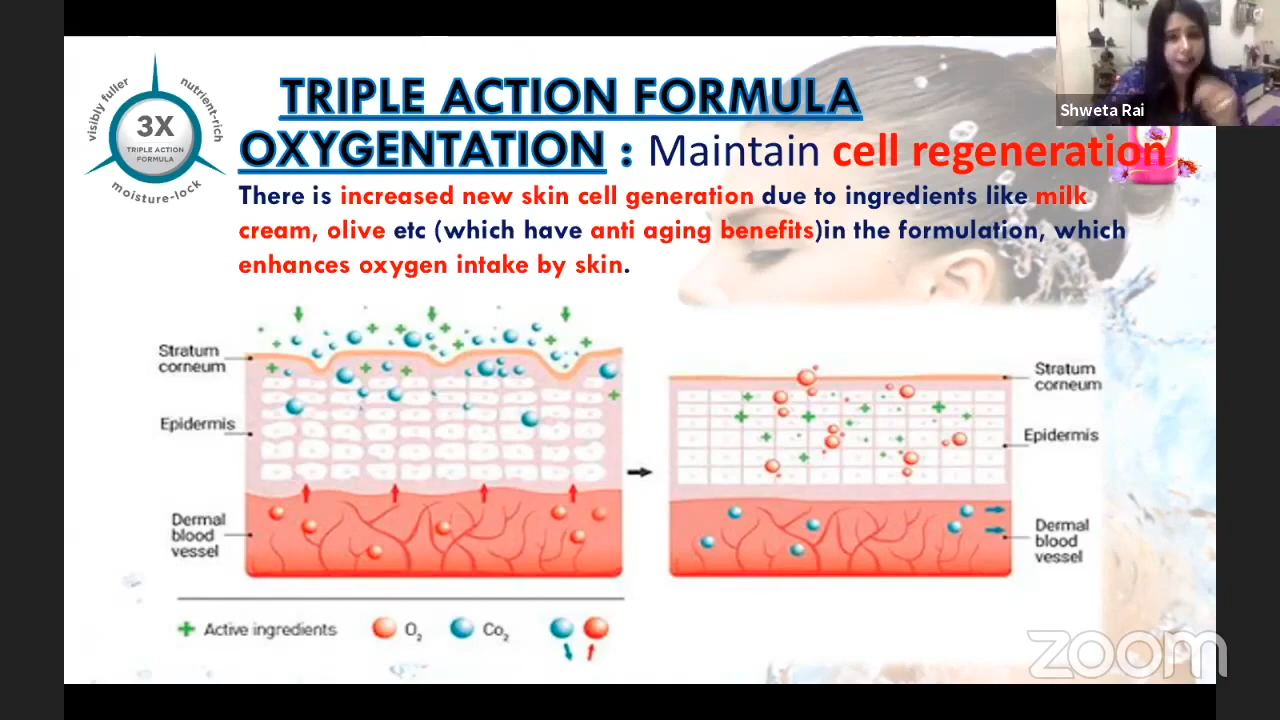 visibly fuller
nutrient-rich
3X
TRIPLE ACTION
FORMULA
moisture-lock
TRIPLE ACTION FORMULA
OXYGENTATION : Maintain cell regeneration
There is increased new skin cell generation due to ingredients like milk
cream, olive etc (which have anti aging benefits)in the formulation, which
enhances oxygen intake by skin.
Shweta Rai
Stratum
corneum
Epidermis
Dermal
blood
vessel
Stratum
corneum
Epidermis
Dermal
blood
vessel
Active ingredients
O2
Co2
zoom